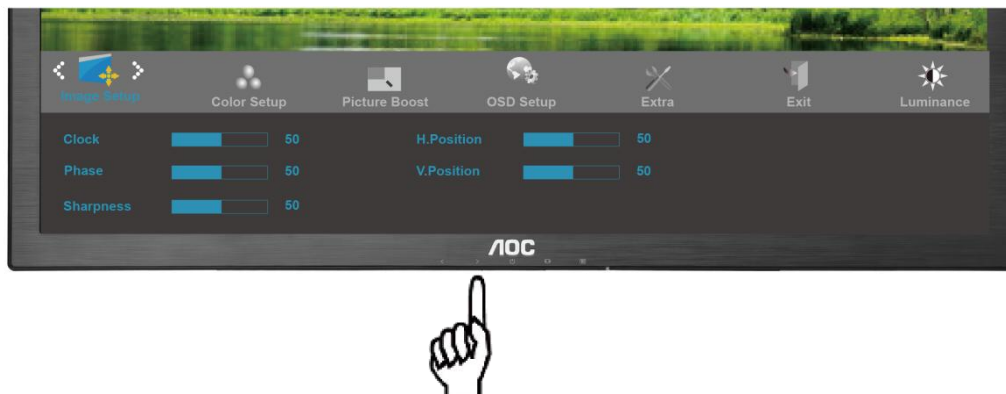 Image Setup
Color Setup
Picture Boost
OSD Setup
Extra
Exit
Luminance
Clock 50 H.Position 50
Phase 50 V.Position 50
Sharpness 50
AOC